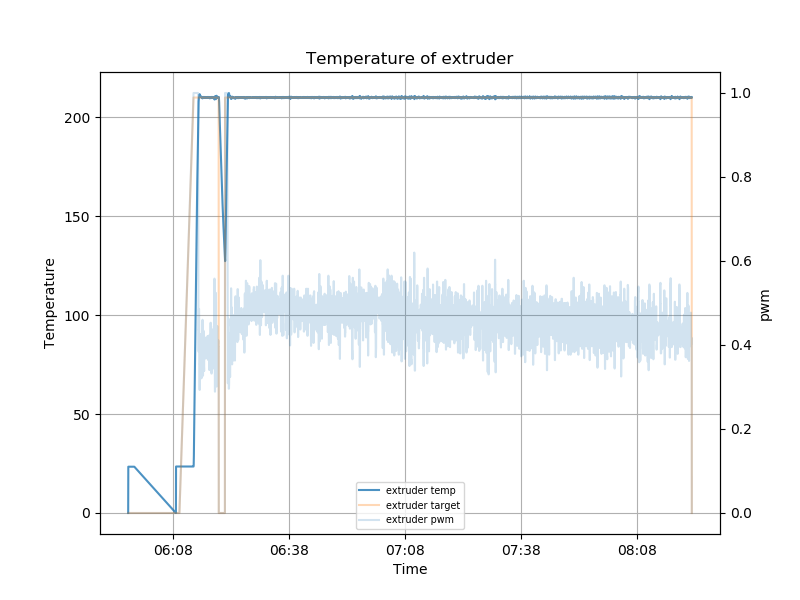 Temperature of extruder
200
150
100
50
0
1.0
0.8
0.6
0.4
0.2
0.0
Temperature
pwm
extruder temp
extruder target
extruder pwm
06:08 06:38 07:08 07:38 08:08
Time